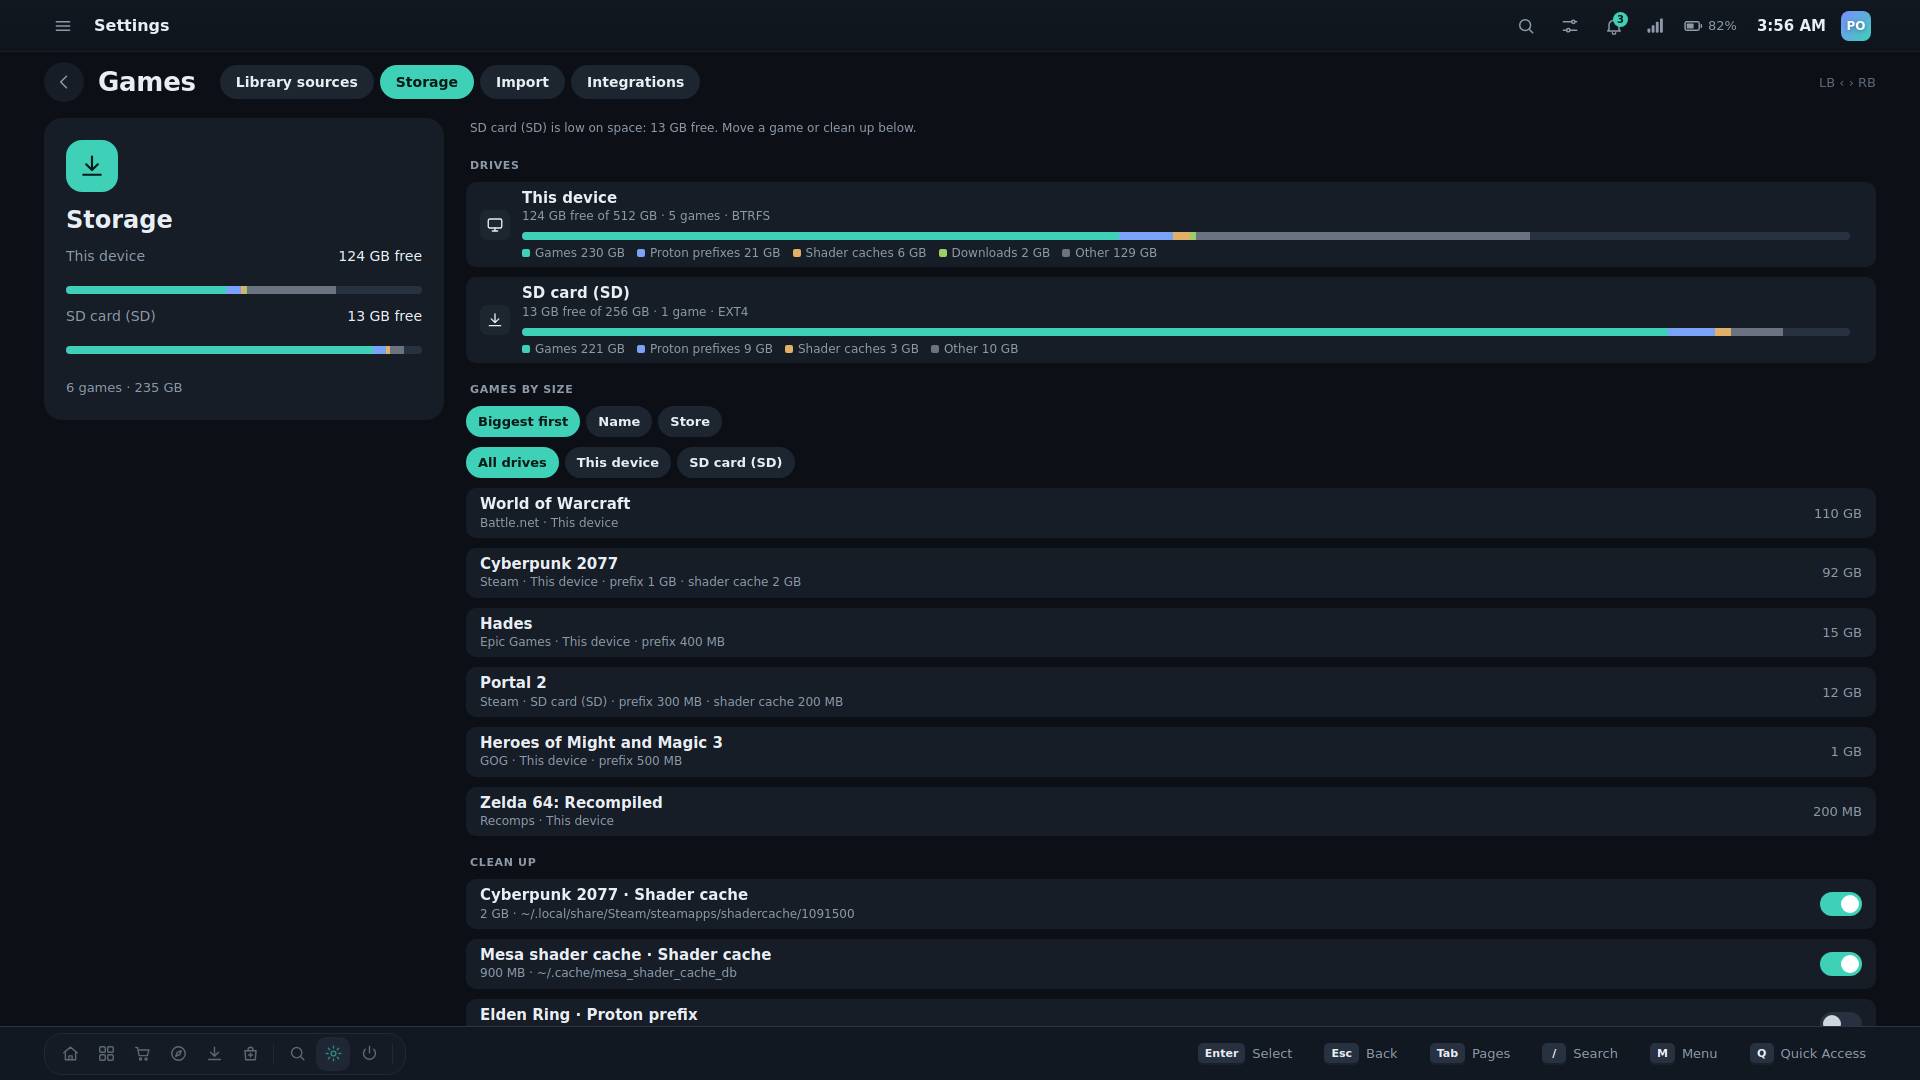 Settings
3
82%
3:56 AM
PO
Games
Library sources
Storage
Import
Integrations
LB ‹ › RB
Storage
This device
124 GB free
SD card (SD)
13 GB free
6 games · 235 GB
SD card (SD) is low on space: 13 GB free. Move a game or clean up below.
DRIVES
This device
124 GB free of 512 GB · 5 games · BTRFS
Games 230 GB
Proton prefixes 21 GB
Shader caches 6 GB
Downloads 2 GB
Other 129 GB
SD card (SD)
13 GB free of 256 GB · 1 game · EXT4
Games 221 GB
Proton prefixes 9 GB
Shader caches 3 GB
Other 10 GB
GAMES BY SIZE
Biggest first
Name
Store
All drives
This device
SD card (SD)
World of Warcraft
Battle.net · This device
110 GB
Cyberpunk 2077
Steam · This device · prefix 1 GB · shader cache 2 GB
92 GB
Hades
Epic Games · This device · prefix 400 MB
15 GB
Portal 2
Steam · SD card (SD) · prefix 300 MB · shader cache 200 MB
12 GB
Heroes of Might and Magic 3
GOG · This device · prefix 500 MB
1 GB
Zelda 64: Recompiled
Recomps · This device
200 MB
CLEAN UP
Cyberpunk 2077 · Shader cache
2 GB · ~/.local/share/Steam/steamapps/shadercache/1091500
Mesa shader cache · Shader cache
900 MB · ~/.cache/mesa_shader_cache_db
Elden Ring · Proton prefix
Enter Select
Esc Back
Tab Pages
/ Search
M Menu
Q Quick Access